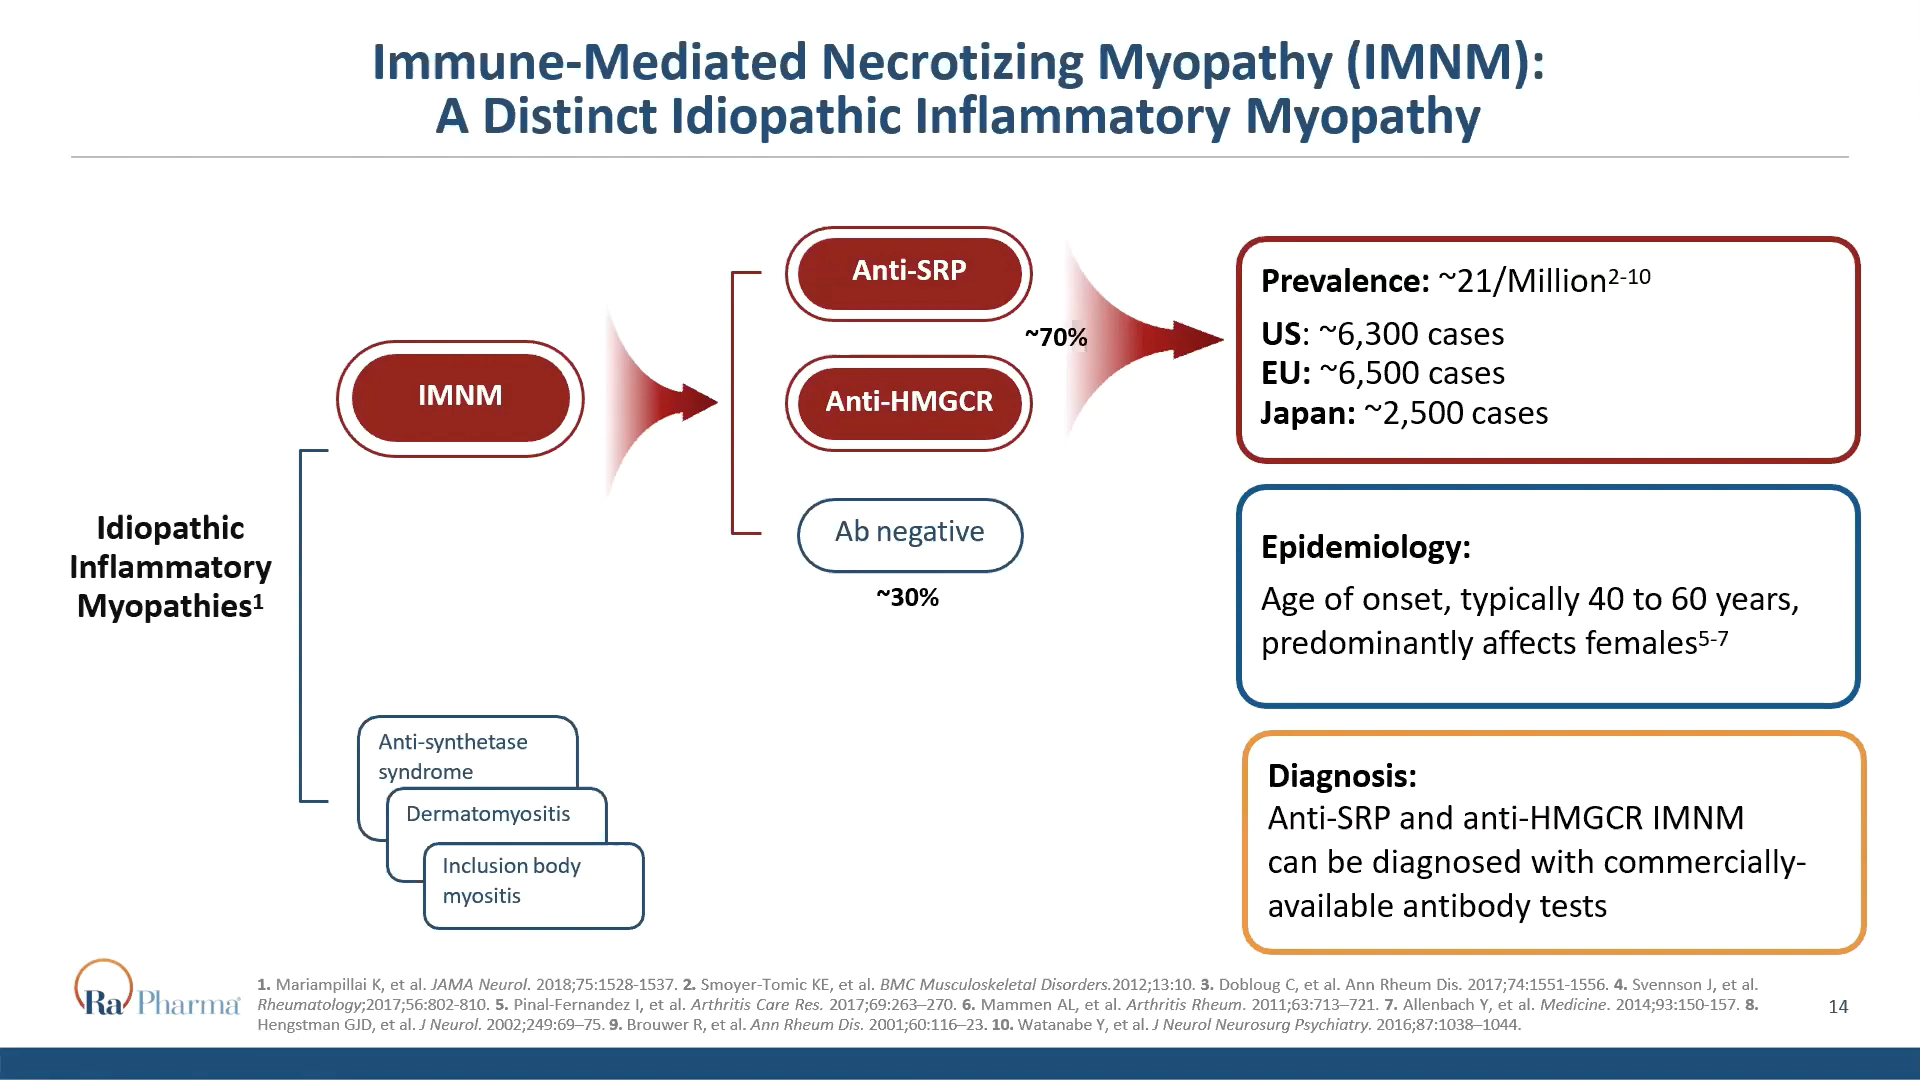 Immune-Mediated Necrotizing Myopathy (IMNM):
A Distinct Idiopathic Inflammatory Myopathy
Idiopathic
Inflammatory
Myopathies1
IMNM
Anti-SRP
~70%
Anti-HMGCR
Ab negative
~30%
Anti-synthetase
syndrome
Dermatomyositis
Inclusion body
myositis
Prevalence: ~21/Million2-10
US: ~6,300 cases
EU: ~6,500 cases
Japan: ~2,500 cases
Epidemiology:
Age of onset, typically 40 to 60 years,
predominantly affects females5-7
Diagnosis:
Anti-SRP and anti-HMGCR IMNM
can be diagnosed with commercially-
available antibody tests
Ra Pharma
1. Mariampillai K, et al. JAMA Neurol. 2018;75:1528-1537. 2. Smoyer-Tomic KE, et al. BMC Musculoskeletal Disorders.2012;13:10. 3. Dobloug C, et al. Ann Rheum Dis. 2017;74:1551-1556. 4. Svennson J, et al.
Rheumatology;2017;56:802-810. 5. Pinal-Fernandez I, et al. Arthritis Care Res. 2017;69:263–270. 6. Mammen AL, et al. Arthritis Rheum. 2011;63:713–721. 7. Allenbach Y, et al. Medicine. 2014;93:150-157. 8.
Hengstman GJD, et al. J Neurol. 2002;249:69–75. 9. Brouwer R, et al. Ann Rheum Dis. 2001;60:116–23. 10. Watanabe Y, et al. J Neurol Neurosurg Psychiatry. 2016;87:1038–1044.
14